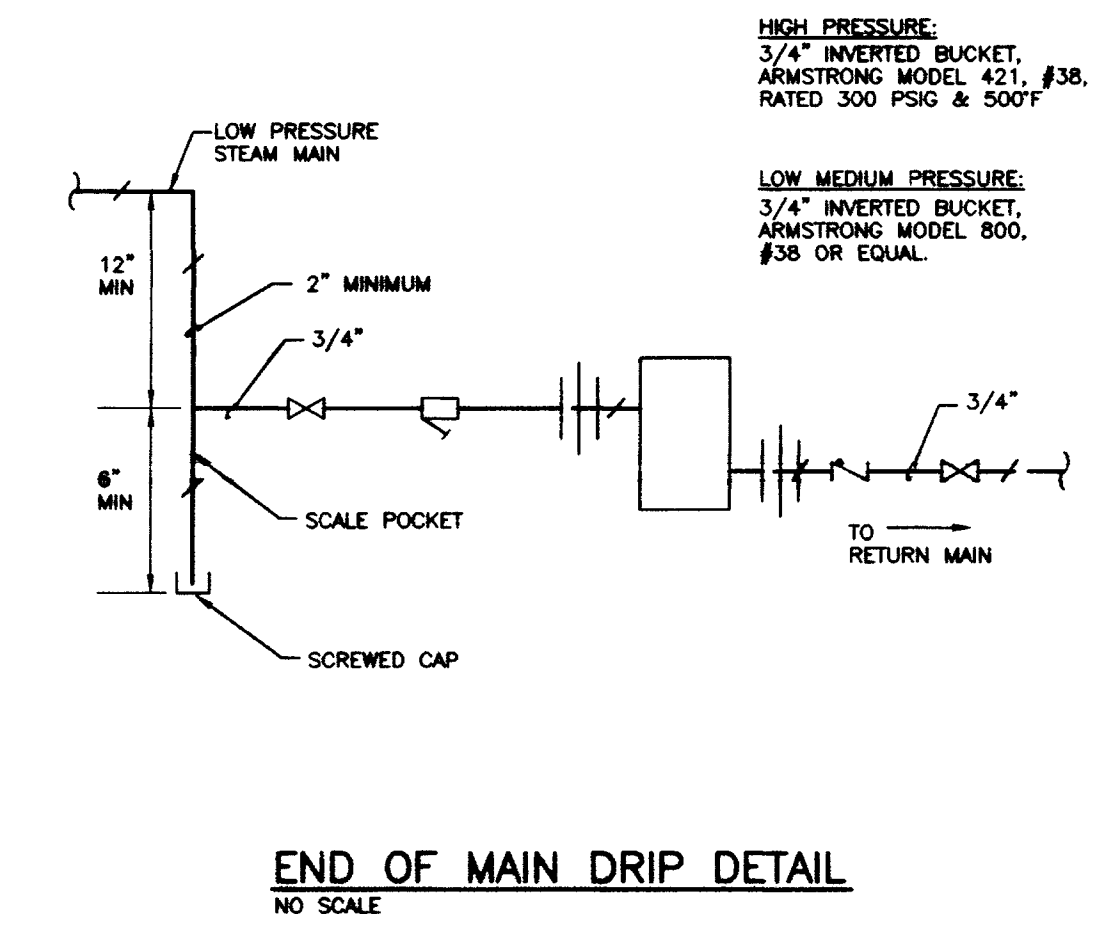 HIGH PRESSURE:
3/4" INVERTED BUCKET,
ARMSTRONG MODEL 421, #38,
RATED 300 PSIG & 500°F
LOW PRESSURE
STEAM MAIN
LOW MEDIUM PRESSURE:
3/4" INVERTED BUCKET,
ARMSTRONG MODEL 800,
#38 OR EQUAL.
12"
MIN
2" MINIMUM
3/4"
3/4"
6"
MIN
SCALE POCKET
TO
RETURN MAIN
SCREWED CAP
END OF MAIN DRIP DETAIL
NO SCALE